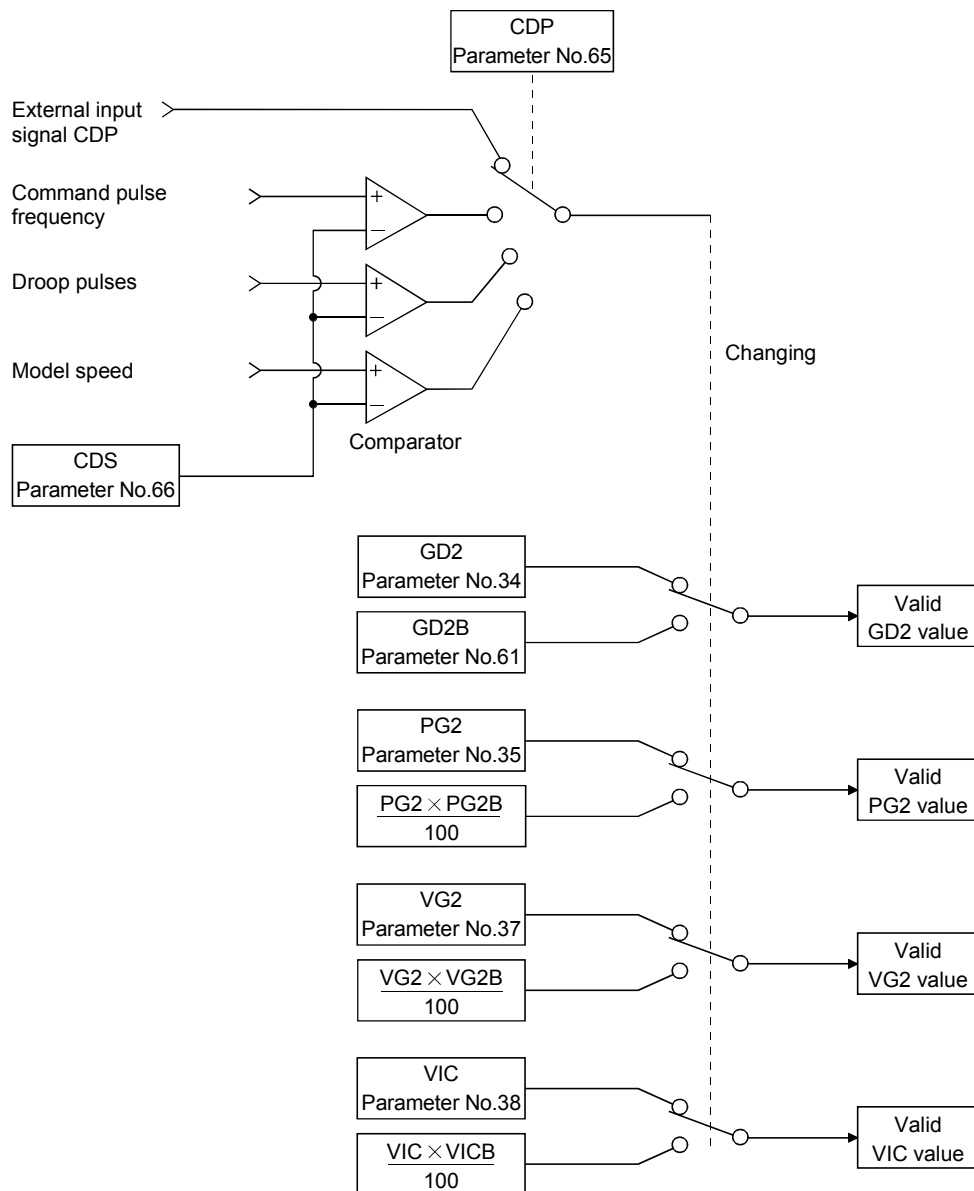 CDP
Parameter No.65
External input
signal CDP
Command pulse
frequency
+
−
Droop pulses
+
−
Model speed
+
−
Changing
Comparator
CDS
Parameter No.66
GD2
Parameter No.34
GD2B
Parameter No.61
Valid
GD2 value
PG2
Parameter No.35
PG2 × PG2B
100
Valid
PG2 value
VG2
Parameter No.37
VG2 × VG2B
100
Valid
VG2 value
VIC
Parameter No.38
VIC × VICB
100
Valid
VIC value